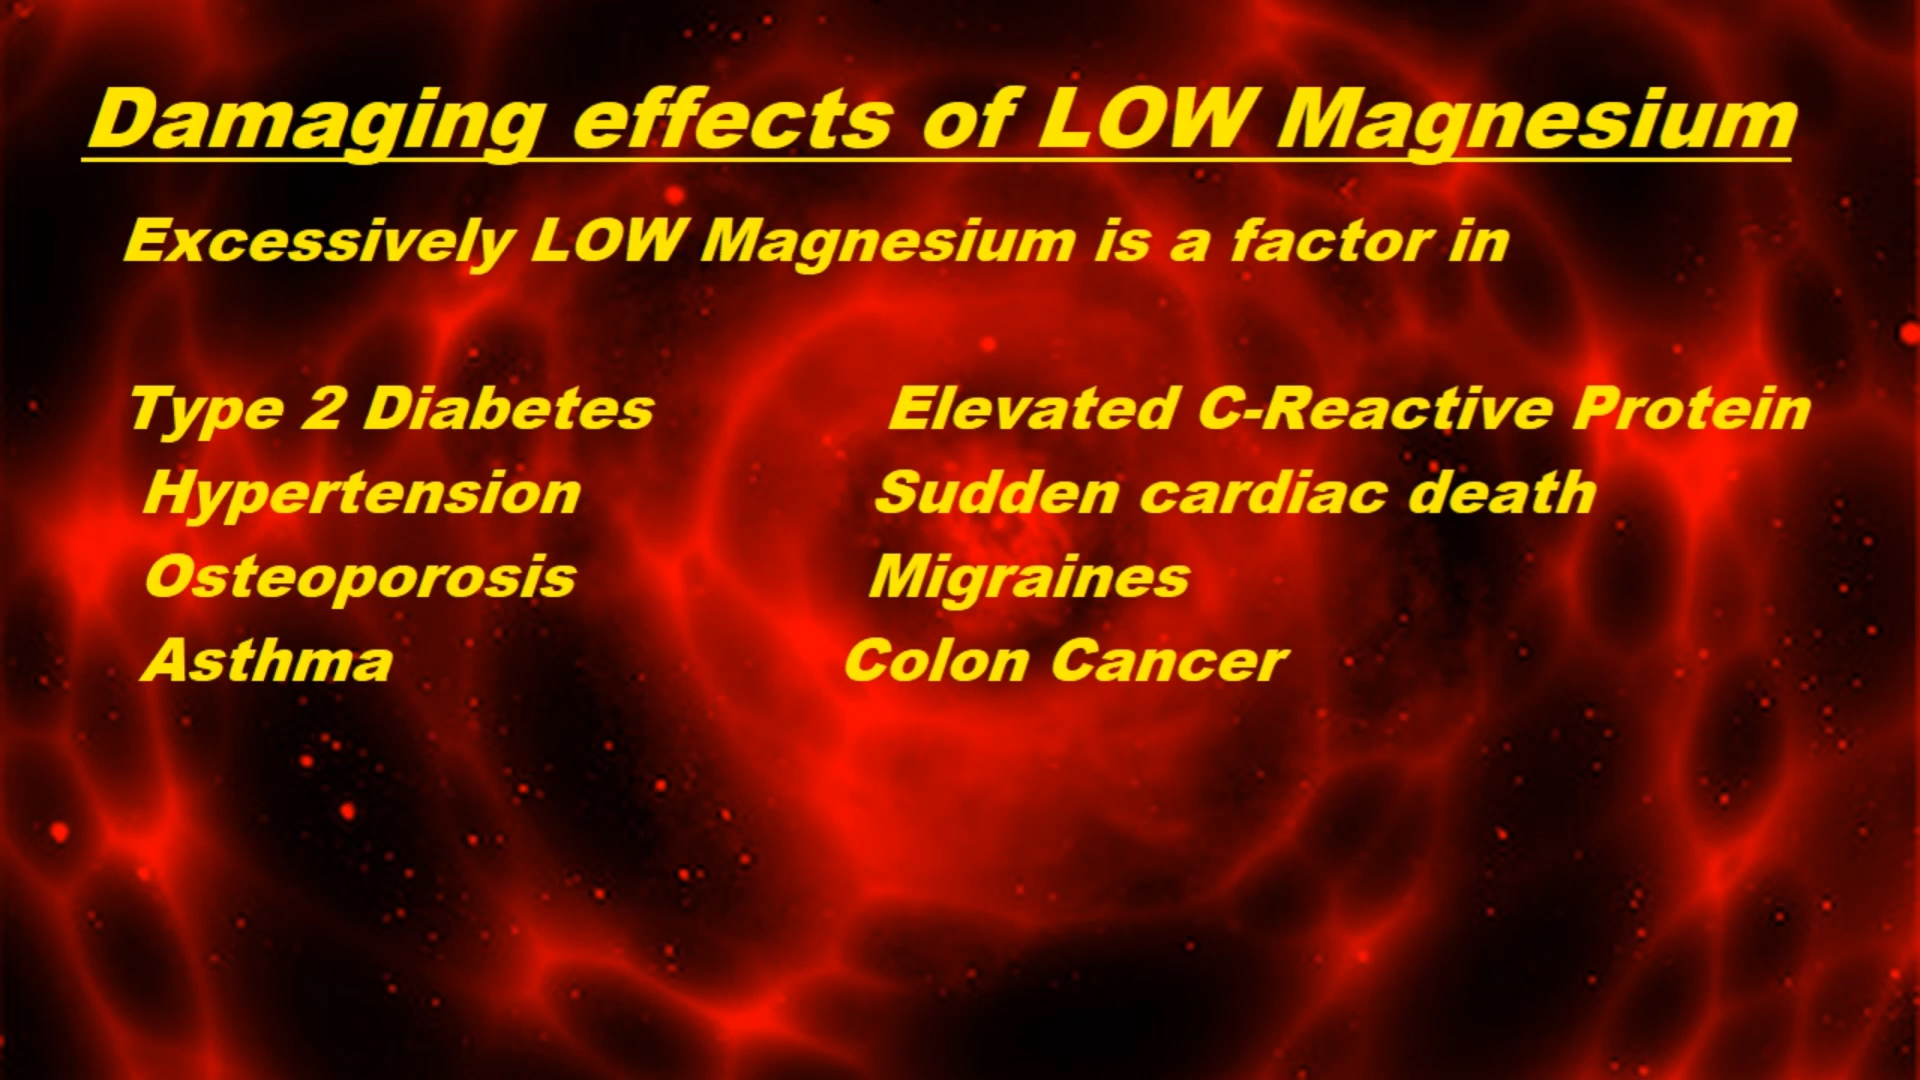 Damaging effects of LOW Magnesium
Excessively LOW Magnesium is a factor in
Type 2 Diabetes Elevated C-Reactive Protein
Hypertension Sudden cardiac death
Osteoporosis Migraines
Asthma Colon Cancer